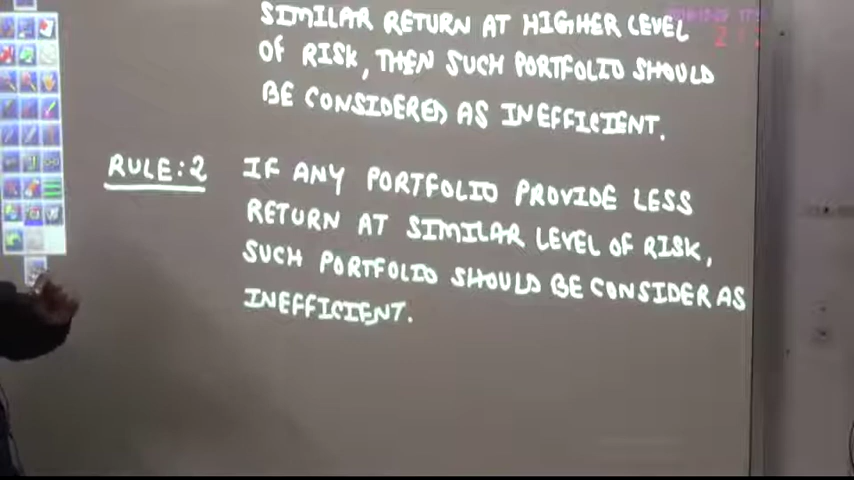 SIMILAR RETURN AT HIGHER LEVEL
OF RISK, THEN SUCH PORTFOLIO SHOULD
BE CONSIDERED AS INEFFICIENT.
RULE:2 IF ANY PORTFOLIO PROVIDE LESS
RETURN AT SIMILAR LEVEL OF RISK,
SUCH PORTFOLIO SHOULD BE CONSIDER AS
INEFFICIENT.